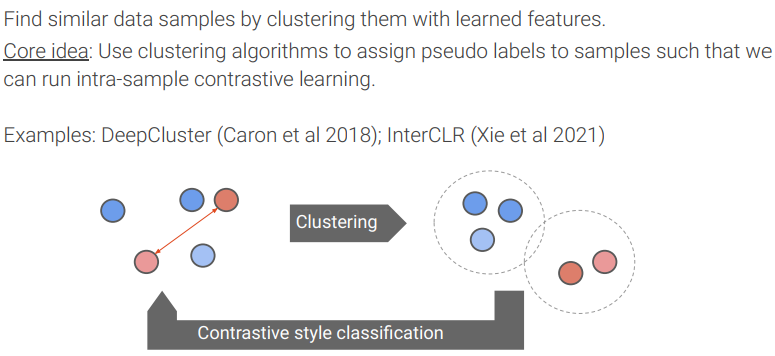 Find similar data samples by clustering them with learned features.
Core idea: Use clustering algorithms to assign pseudo labels to samples such that we
can run intra-sample contrastive learning.
Examples: DeepCluster (Caron et al 2018); InterCLR (Xie et al 2021)
Clustering
Contrastive style classification